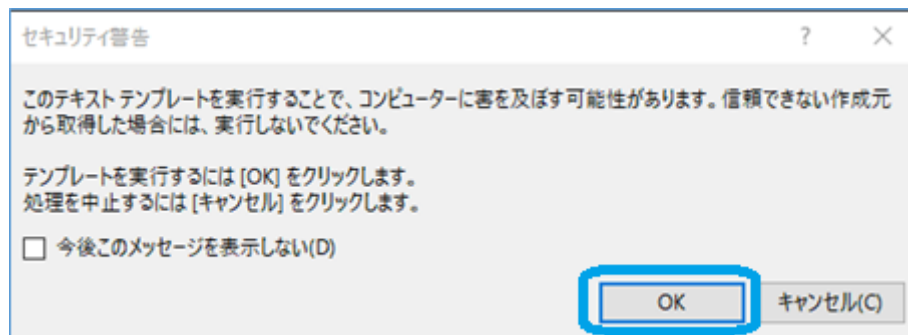 セキュリティ警告
?
このテキスト テンプレートを実行することで、コンピューターに害を及ぼす可能性があります。信頼できない作成元
から取得した場合には、実行しないでください。
テンプレートを実行するには [OK] をクリックします。
処理を中止するには [キャンセル] をクリックします。
今後このメッセージを表示しない(D)
OK キャンセル(C)